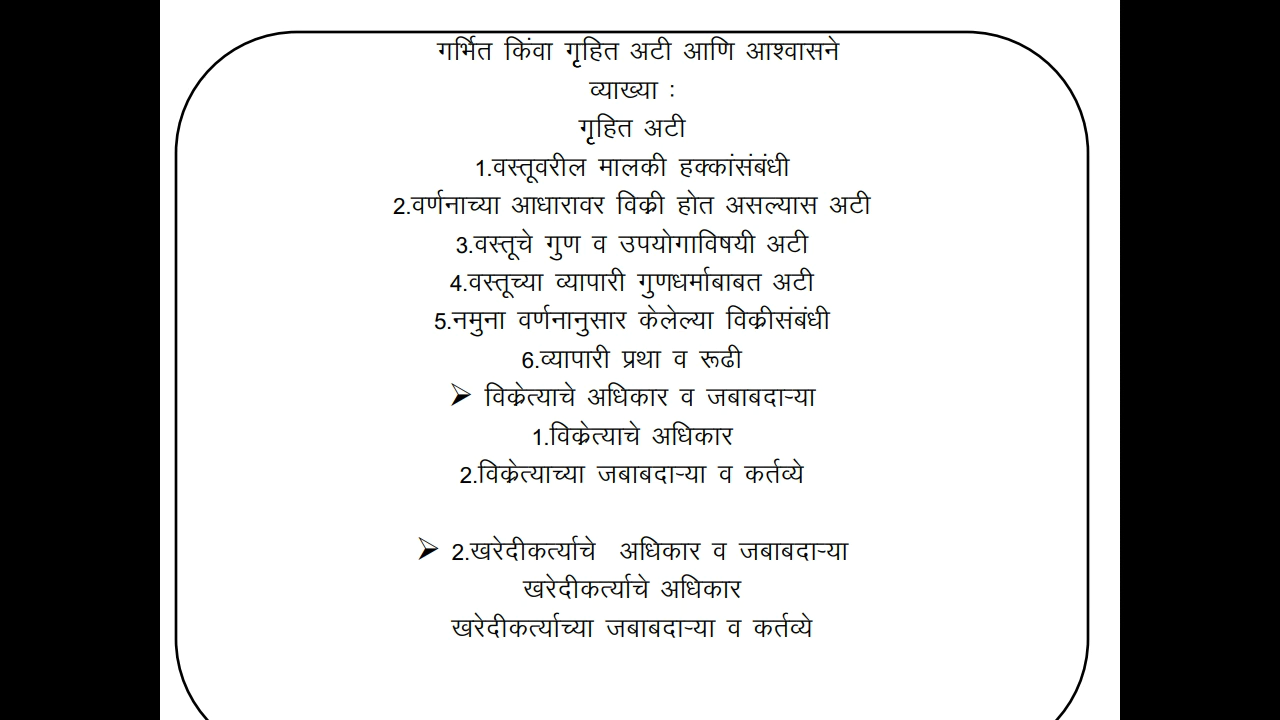 गर्भित किंवा गृहित अटी आणि आश्वासने
व्याख्या :
गृहित अटी
1.वस्तूवरील मालकी हक्कांसंबंधी
2.वर्णनाच्या आधारावर विक्री होत असल्यास अटी
3.वस्तूचे गुण व उपयोगाविषयी अटी
4.वस्तूच्या व्यापारी गुणधर्माबाबत अटी
5.नमुना वर्णनानुसार केलेल्या विक्रीसंबंधी
6.व्यापारी प्रथा व रूढी
➢ विक्रेत्याचे अधिकार व जबाबदाऱ्या
1.विक्रेत्याचे अधिकार
2.विक्रेत्याच्या जबाबदाऱ्या व कर्तव्ये
➢ 2.खरेदीकर्त्याचे अधिकार व जबाबदाऱ्या
खरेदीकर्त्याचे अधिकार
खरेदीकर्त्याच्या जबाबदाऱ्या व कर्तव्ये